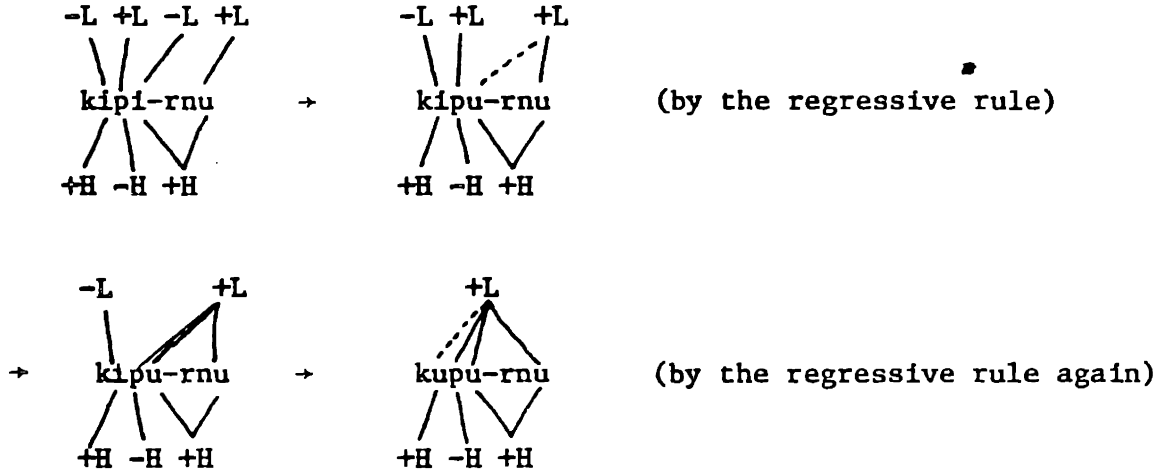 -L +L -L +L -L +L +L
kipi-rnu → kipu-rnu (by the regressive rule)
+H -H +H +H -H +H
-L +L +L
→ kipu-rnu → kupu-rnu (by the regressive rule again)
+H -H +H +H -H +H